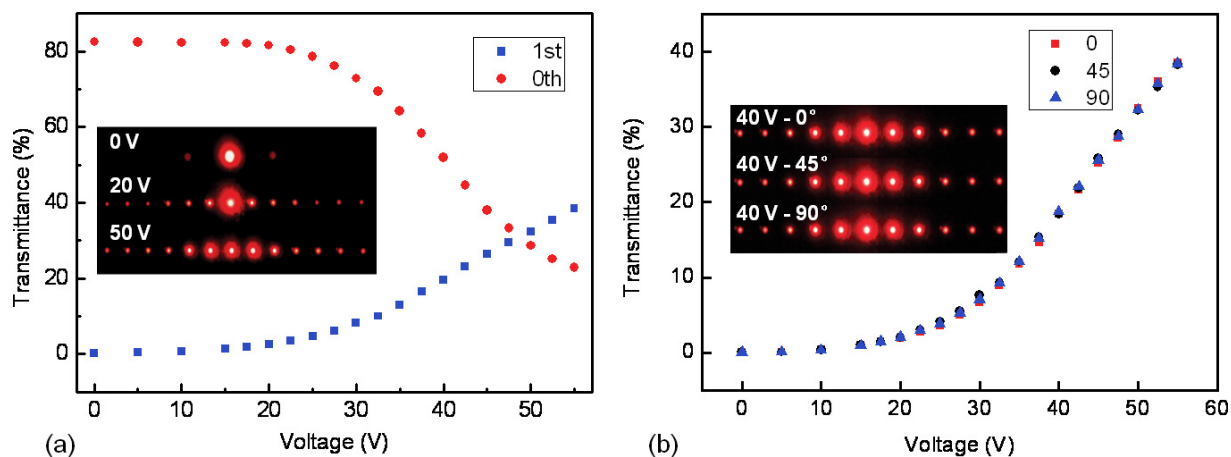 80
60
40
20
0
Transmittance (%)
0 10 20 30 40 50
Voltage (V)
(a)
1st
0th
0 V
20 V
50 V
40
30
20
10
0
Transmittance (%)
0 10 20 30 40 50 60
Voltage (V)
(b)
0
45
90
40 V - 0°
40 V - 45°
40 V - 90°